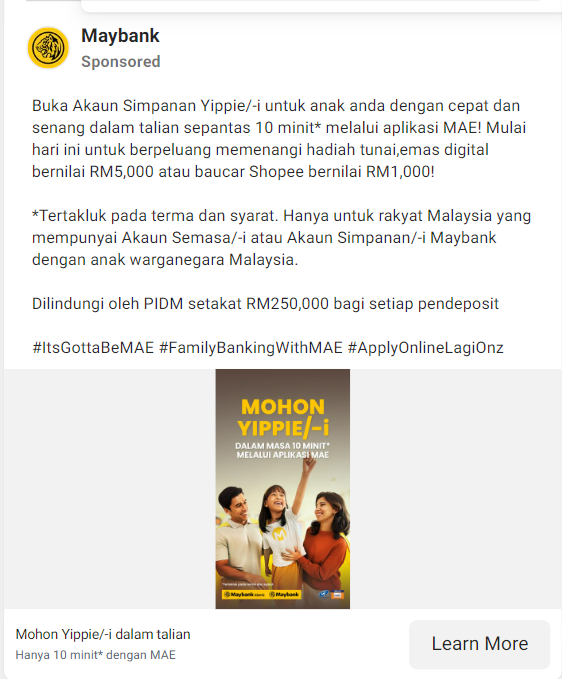 Maybank
Sponsored
Buka Akaun Simpanan Yippie/-i untuk anak anda dengan cepat dan
senang dalam talian sepantas 10 minit* melalui aplikasi MAE! Mulai
hari ini untuk berpeluang memenangi hadiah tunai,emas digital
bernilai RM5,000 atau baucar Shopee bernilai RM1,000!
*Tertakluk pada terma dan syarat. Hanya untuk rakyat Malaysia yang
mempunyai Akaun Semasa/-i atau Akaun Simpanan/-i Maybank
dengan anak warganegara Malaysia.
Dilindungi oleh PIDM setakat RM250,000 bagi setiap pendeposit
#ItsGottaBeMAE #FamilyBankingWithMAE #ApplyOnlineLagiOnz
MOHON
YIPPIE/-i
DALAM MASA 10 MINIT*
MELALUI APLIKASI MAE
Maybank Islamic Maybank
Mohon Yippie/-i dalam talian
Hanya 10 minit* dengan MAE
Learn More